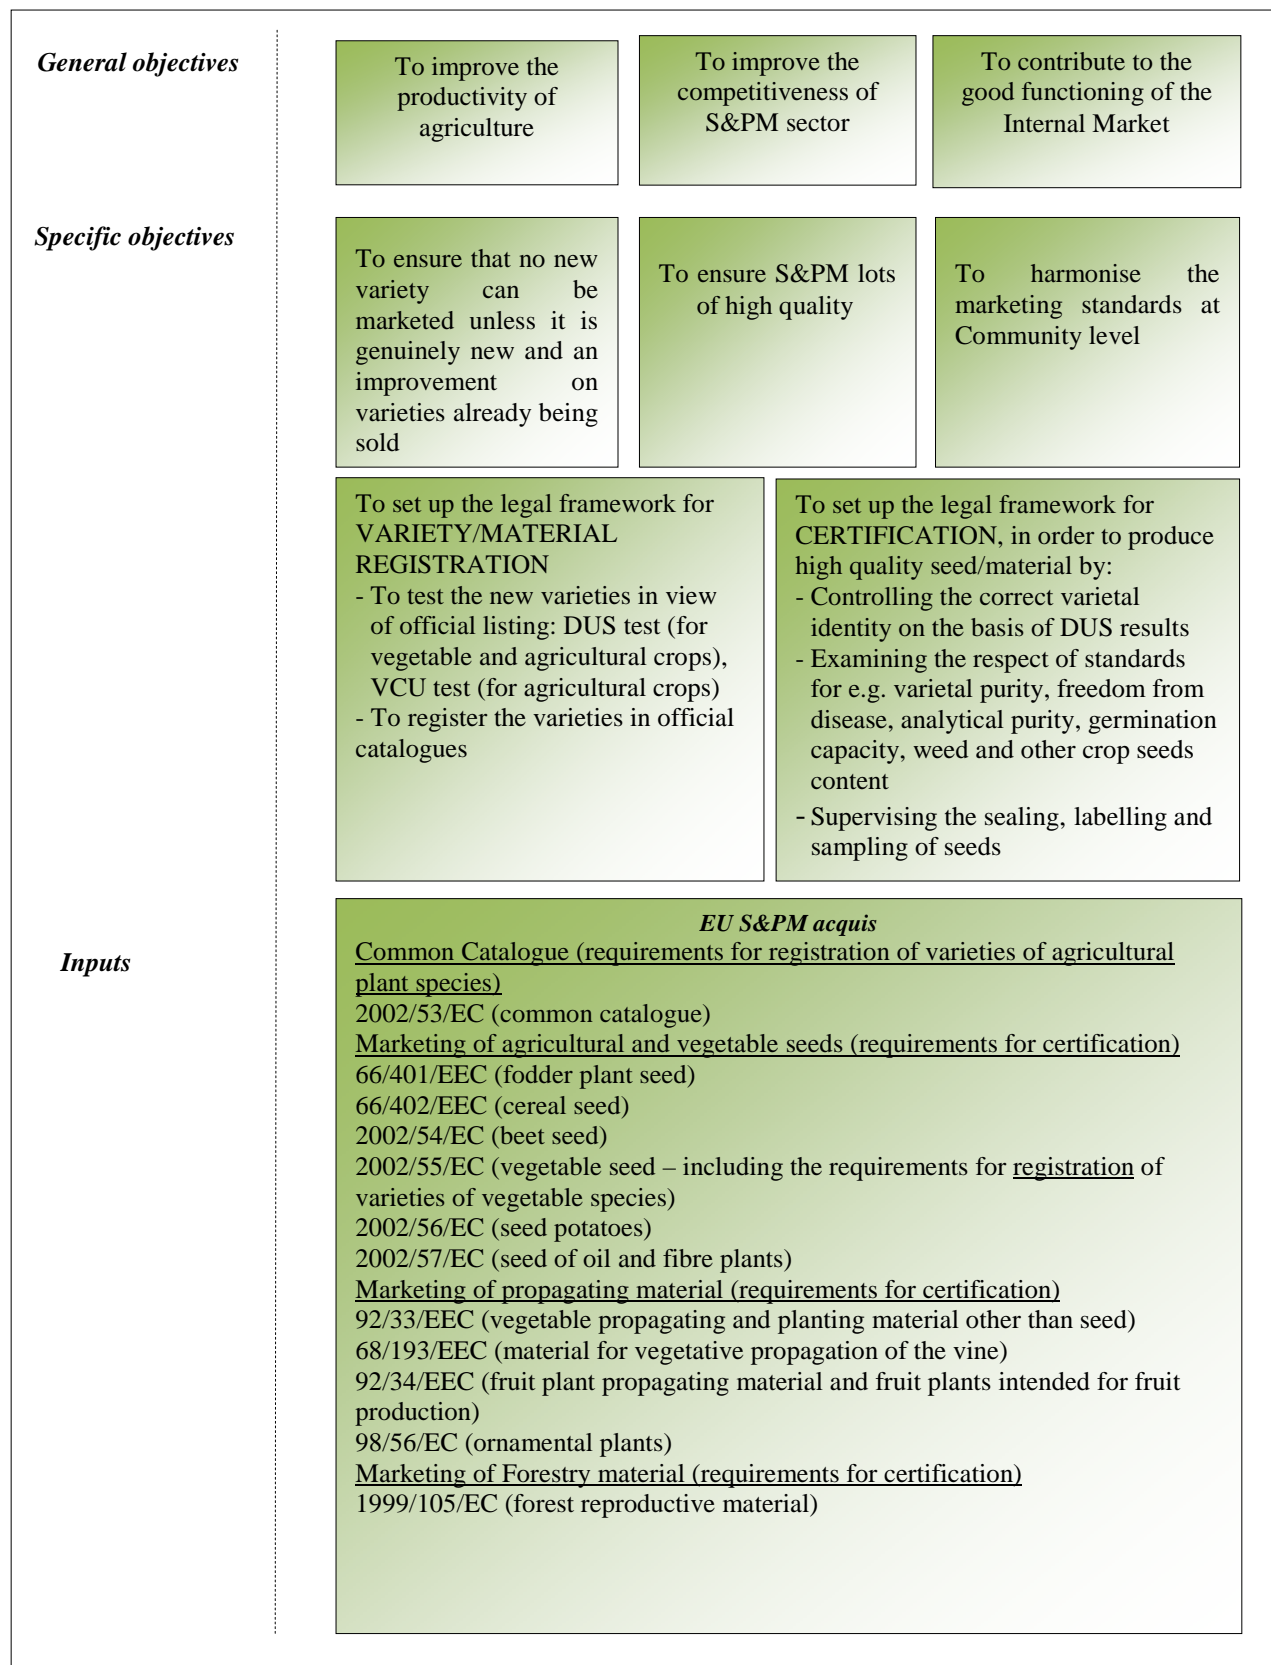 General objectives
To improve the
productivity of
agriculture
To improve the
competitiveness of
S&PM sector
To contribute to the
good functioning of the
Internal Market
Specific objectives
To ensure that no new
variety can be
marketed unless it is
genuinely new and an
improvement on
varieties already being
sold
To ensure S&PM lots
of high quality
To harmonise the
marketing standards at
Community level
To set up the legal framework for
VARIETY/MATERIAL
REGISTRATION
- To test the new varieties in view
of official listing: DUS test (for
vegetable and agricultural crops),
VCU test (for agricultural crops)
- To register the varieties in official
catalogues
To set up the legal framework for
CERTIFICATION, in order to produce
high quality seed/material by:
- Controlling the correct varietal
identity on the basis of DUS results
- Examining the respect of standards
for e.g. varietal purity, freedom from
disease, analytical purity, germination
capacity, weed and other crop seeds
content
- Supervising the sealing, labelling and
sampling of seeds
Inputs
EU S&PM acquis
Common Catalogue (requirements for registration of varieties of agricultural
plant species)
2002/53/EC (common catalogue)
Marketing of agricultural and vegetable seeds (requirements for certification)
66/401/EEC (fodder plant seed)
66/402/EEC (cereal seed)
2002/54/EC (beet seed)
2002/55/EC (vegetable seed – including the requirements for registration of
varieties of vegetable species)
2002/56/EC (seed potatoes)
2002/57/EC (seed of oil and fibre plants)
Marketing of propagating material (requirements for certification)
92/33/EEC (vegetable propagating and planting material other than seed)
68/193/EEC (material for vegetative propagation of the vine)
92/34/EEC (fruit plant propagating material and fruit plants intended for fruit
production)
98/56/EC (ornamental plants)
Marketing of Forestry material (requirements for certification)
1999/105/EC (forest reproductive material)